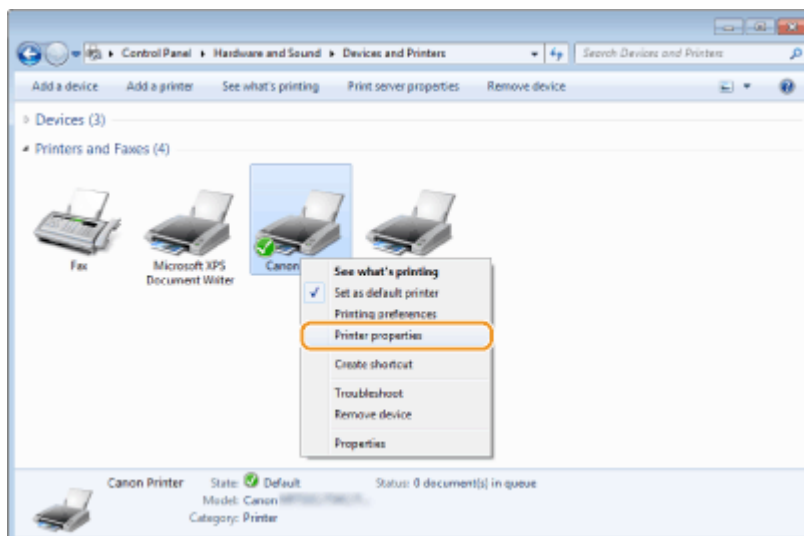 Control Panel ▸ Hardware and Sound ▸ Devices and Printers
Search Devices and Printers
Add a device Add a printer See what's printing Print server properties Remove device
Devices (3)
Printers and Faxes (4)
Fax
Microsoft XPS
Document Writer
Canon
See what's printing
Set as default printer
Printing preferences
Printer properties
Create shortcut
Troubleshoot
Remove device
Properties
Canon Printer State: Default Status: 0 document(s) in queue
Model: Canon
Category: Printer